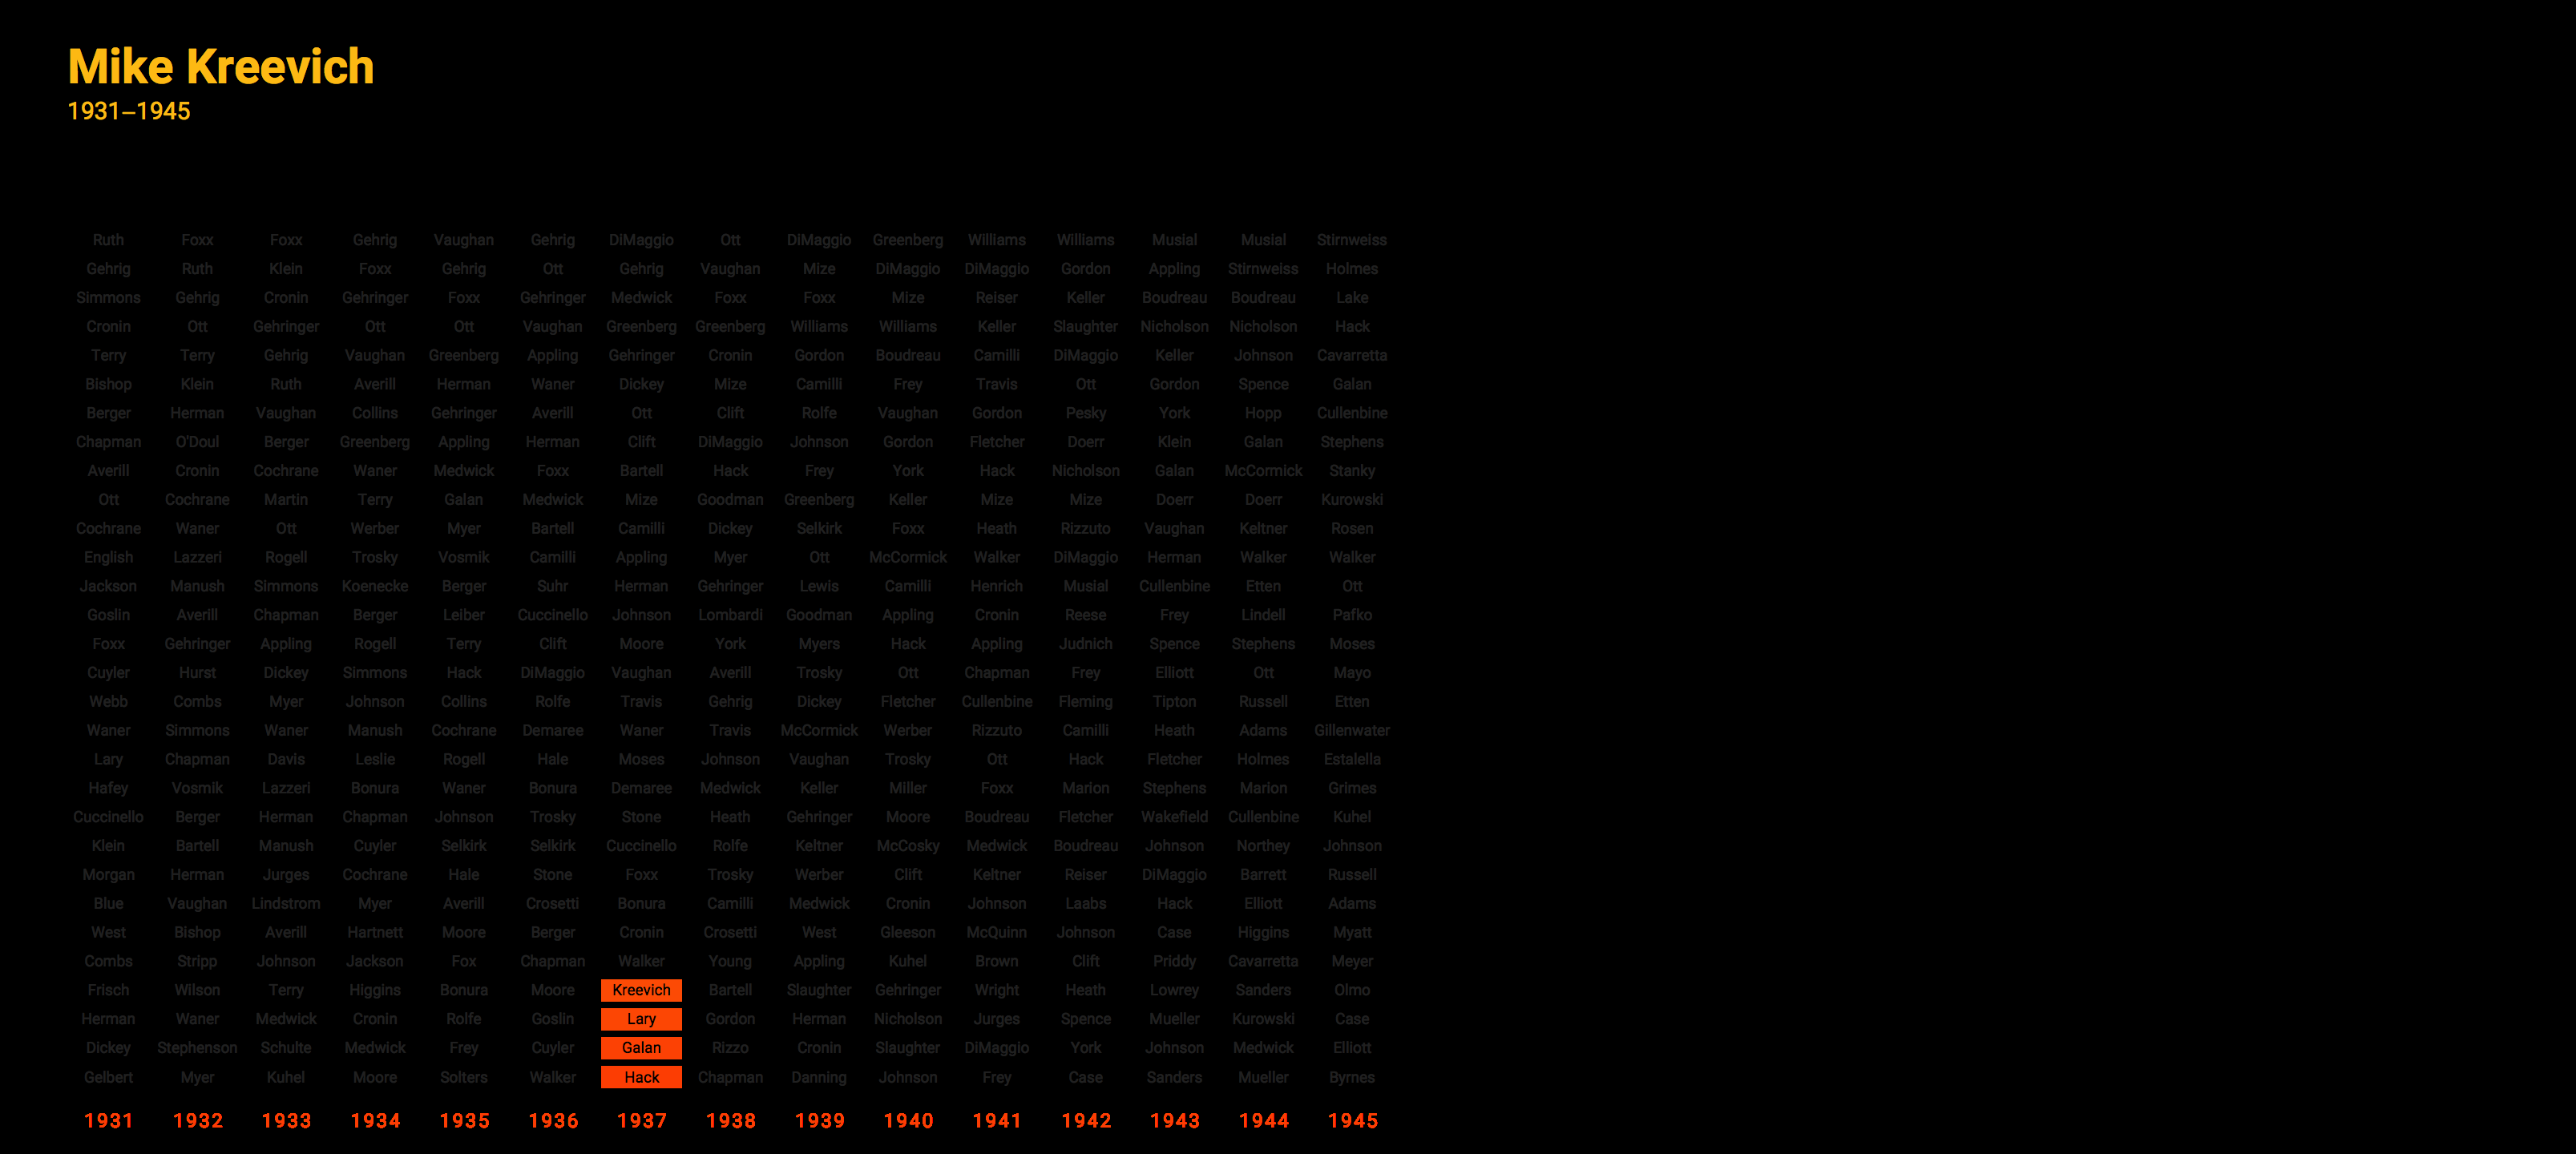 Mike Kreevich
1931–1945
Ruth Foxx Foxx Gehrig Vaughan Gehrig DiMaggio Ott DiMaggio Greenberg Williams Williams Musial Musial Stirnweiss
Gehrig Ruth Klein Foxx Gehrig Ott Gehrig Vaughan Mize DiMaggio DiMaggio Gordon Appling Stirnweiss Holmes
Simmons Gehrig Cronin Gehringer Foxx Gehringer Medwick Foxx Foxx Mize Reiser Keller Boudreau Boudreau Lake
Cronin Ott Gehringer Ott Ott Vaughan Greenberg Greenberg Williams Williams Keller Slaughter Nicholson Nicholson Hack
Terry Terry Gehrig Vaughan Greenberg Appling Gehringer Cronin Gordon Boudreau Camilli DiMaggio Keller Johnson Cavarretta
Bishop Klein Ruth Averill Herman Waner Dickey Mize Camilli Frey Travis Ott Gordon Spence Galan
Berger Herman Vaughan Collins Gehringer Averill Ott Clift Rolfe Vaughan Gordon Pesky York Hopp Cullenbine
Chapman O'Doul Berger Greenberg Appling Herman Clift DiMaggio Johnson Gordon Fletcher Doerr Klein Galan Stephens
Averill Cronin Cochrane Waner Medwick Foxx Bartell Hack Frey York Hack Nicholson Galan McCormick Stanky
Ott Cochrane Martin Terry Galan Medwick Mize Goodman Greenberg Keller Mize Mize Doerr Doerr Kurowski
Cochrane Waner Ott Werber Myer Bartell Camilli Dickey Selkirk Foxx Heath Rizzuto Vaughan Keltner Rosen
English Lazzeri Rogell Trosky Vosmik Camilli Appling Myer Ott McCormick Walker DiMaggio Herman Walker Walker
Jackson Manush Simmons Koenecke Berger Suhr Herman Gehringer Lewis Camilli Henrich Musial Cullenbine Etten Ott
Goslin Averill Chapman Berger Leiber Cuccinello Johnson Lombardi Goodman Appling Cronin Reese Frey Lindell Pafko
Foxx Gehringer Appling Rogell Terry Clift Moore York Myers Hack Appling Judnich Spence Stephens Moses
Cuyler Hurst Dickey Simmons Hack DiMaggio Vaughan Averill Trosky Ott Chapman Frey Elliott Ott Mayo
Webb Combs Myer Johnson Collins Rolfe Travis Gehrig Dickey Fletcher Cullenbine Fleming Tipton Russell Etten
Waner Simmons Waner Manush Cochrane Demaree Waner Travis McCormick Werber Rizzuto Camilli Heath Adams Gillenwater
Lary Chapman Davis Leslie Rogell Hale Moses Johnson Vaughan Trosky Ott Hack Fletcher Holmes Estalella
Hafey Vosmik Lazzeri Bonura Waner Bonura Demaree Medwick Keller Miller Foxx Marion Stephens Marion Grimes
Cuccinello Berger Herman Chapman Johnson Trosky Stone Heath Gehringer Moore Boudreau Fletcher Wakefield Cullenbine Kuhel
Klein Bartell Manush Cuyler Selkirk Selkirk Cuccinello Rolfe Keltner McCosky Medwick Boudreau Johnson Northey Johnson
Morgan Herman Jurges Cochrane Hale Stone Foxx Trosky Werber Clift Keltner Reiser DiMaggio Barrett Russell
Blue Vaughan Lindstrom Myer Averill Crosetti Bonura Camilli Medwick Cronin Johnson Laabs Hack Elliott Adams
West Bishop Averill Hartnett Moore Berger Cronin Crosetti West Gleeson McQuinn Johnson Case Higgins Myatt
Combs Stripp Johnson Jackson Fox Chapman Walker Young Appling Kuhel Brown Clift Priddy Cavarretta Meyer
Frisch Wilson Terry Higgins Bonura Moore Kreevich Bartell Slaughter Gehringer Wright Heath Lowrey Sanders Olmo
Herman Waner Medwick Cronin Rolfe Goslin Lary Gordon Herman Nicholson Jurges Spence Mueller Kurowski Case
Dickey Stephenson Schulte Medwick Frey Cuyler Galan Rizzo Cronin Slaughter DiMaggio York Johnson Medwick Elliott
Gelbert Myer Kuhel Moore Solters Walker Hack Chapman Danning Johnson Frey Case Sanders Mueller Byrnes
1931 1932 1933 1934 1935 1936 1937 1938 1939 1940 1941 1942 1943 1944 1945